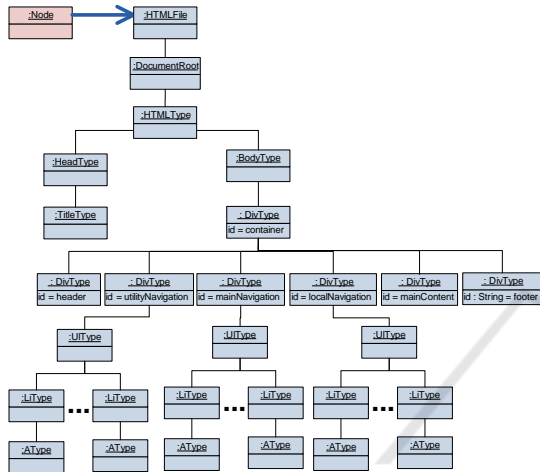 :Node
:HTMLFile
:DocumentRoot
:HTMLType
:HeadType
:BodyType
:TitleType
: DivType
id = container
: DivType
id = header
: DivType
id = utilityNavigation
: DivType
id = mainNavigation
: DivType
id = localNavigation
: DivType
id = mainContent
: DivType
id : String = footer
:UlType
:UlType
:UlType
:LiType
...
:LiType
:LiType
...
:LiType
:LiType
...
:LiType
:AType
:AType
:AType
:AType
:AType
:AType